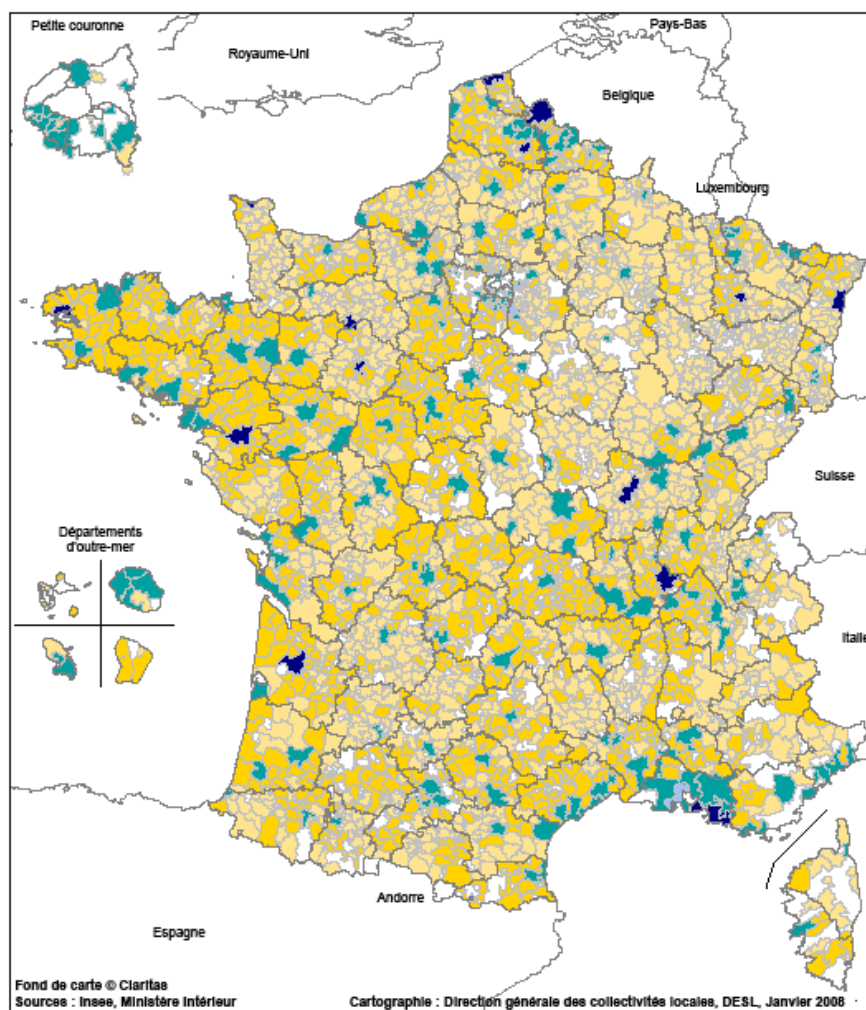 Petite couronne
Pays-Bas
Royaume-Uni
Belgique
Luxembourg
Suisse
Départements
d'outre-mer
Italie
Andorre
Espagne
Fond de carte © Claritas
Sources : Insee, Ministère Intérieur
Cartographie : Direction générale des collectivités locales, DESL, Janvier 2008